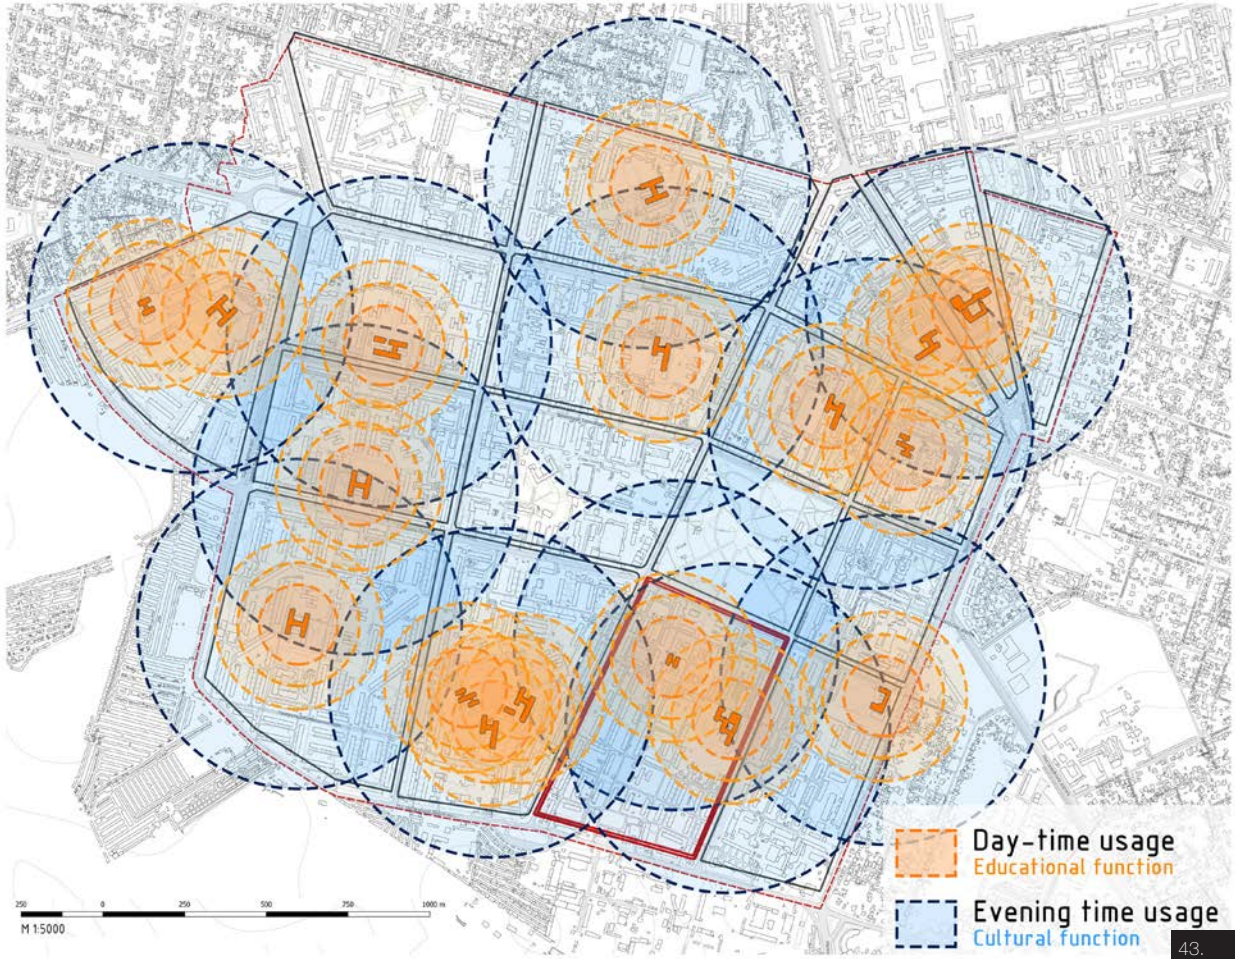 Day-time usage
Educational function
Evening time usage
Cultural function
250 0 250 500 750 1000 m
M 1:5000
43.